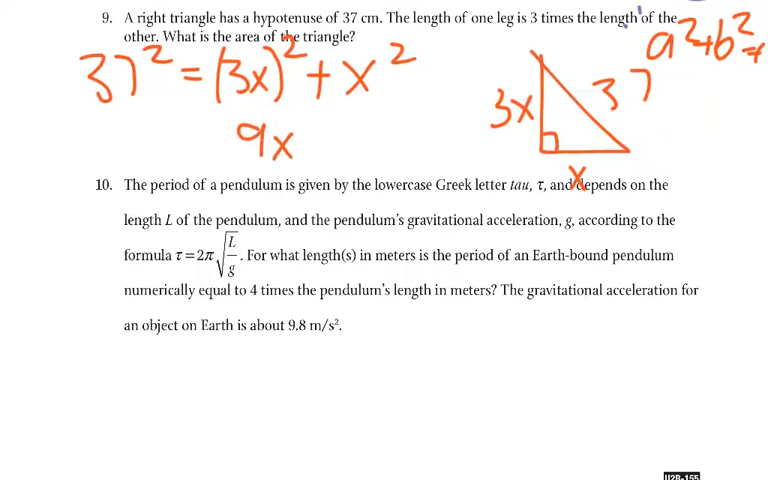 9. A right triangle has a hypotenuse of 37 cm. The length of one leg is 3 times the length of the
other. What is the area of the triangle?
a²+b²=
37² = (3x)² + x²
9x
3x
37
x
10. The period of a pendulum is given by the lowercase Greek letter tau, τ, and depends on the
length L of the pendulum, and the pendulum's gravitational acceleration, g, according to the
formula τ = 2π√(L/g). For what length(s) in meters is the period of an Earth-bound pendulum
numerically equal to 4 times the pendulum's length in meters? The gravitational acceleration for
an object on Earth is about 9.8 m/s².
U2B-155